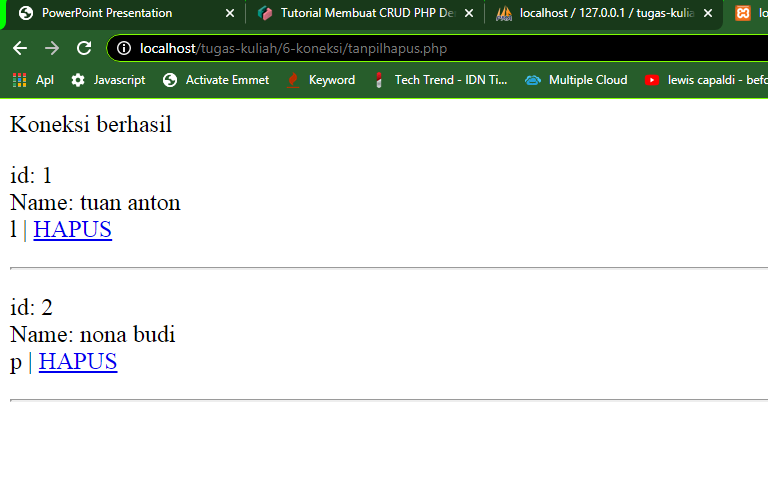 PowerPoint Presentation
Tutorial Membuat CRUD PHP De
localhost / 127.0.0.1 / tugas-kulia
lo
localhost/tugas-kuliah/6-koneksi/tanpilhapus.php
Apl
Javascript
Activate Emmet
Keyword
Tech Trend - IDN Ti...
Multiple Cloud
lewis capaldi - befo
Koneksi berhasil
id: 1
Name: tuan anton
l | HAPUS
id: 2
Name: nona budi
p | HAPUS